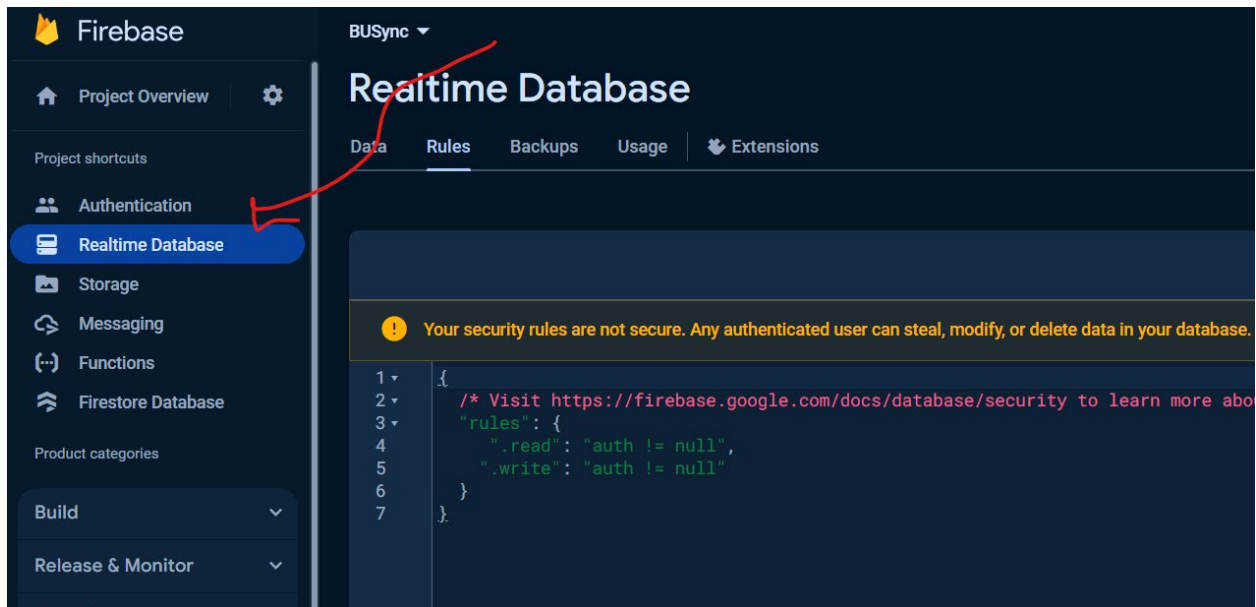 Firebase
Project Overview
Project shortcuts
Authentication
Realtime Database
Storage
Messaging
Functions
Firestore Database
Product categories
Build
Release & Monitor
BUSync
Realtime Database
Data Rules Backups Usage Extensions
Your security rules are not secure. Any authenticated user can steal, modify, or delete data in your database.
1 {
2 /* Visit https://firebase.google.com/docs/database/security to learn more
3 "rules": {
4 ".read": "auth != null",
5 ".write": "auth != null"
6 }
7 }